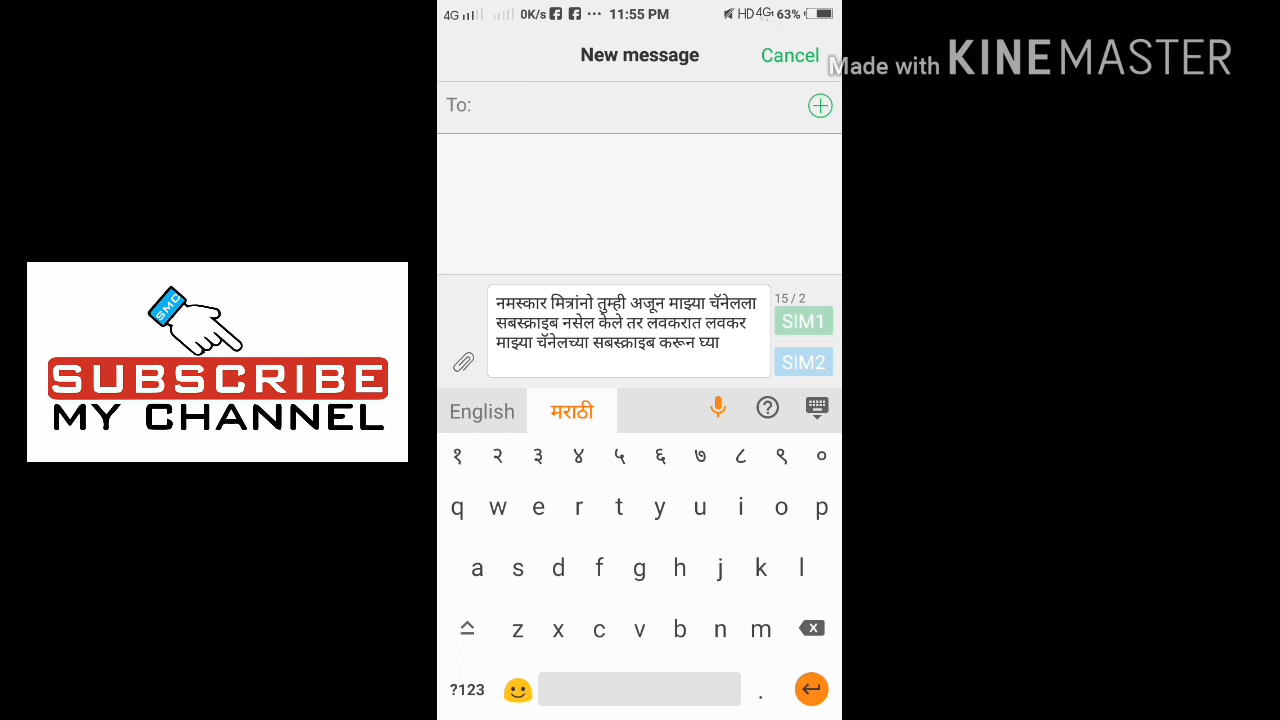 4G 0K/s 11:55 PM HD 4G 63%
New message Cancel
Made with KINEMASTER
To:
SMC
SUBSCRIBE
MY CHANNEL
15 / 2
नमस्कार मित्रांनो तुम्ही अजून माझ्या चॅनेलला
सबस्क्राइब नसेल केले तर लवकरात लवकर
माझ्या चॅनेलच्या सबस्क्राइब करून घ्या
SIM1
SIM2
English मराठी
१ २ ३ ४ ५ ६ ७ ८ ९ ०
q w e r t y u i o p
a s d f g h j k l
z x c v b n m
?123 .